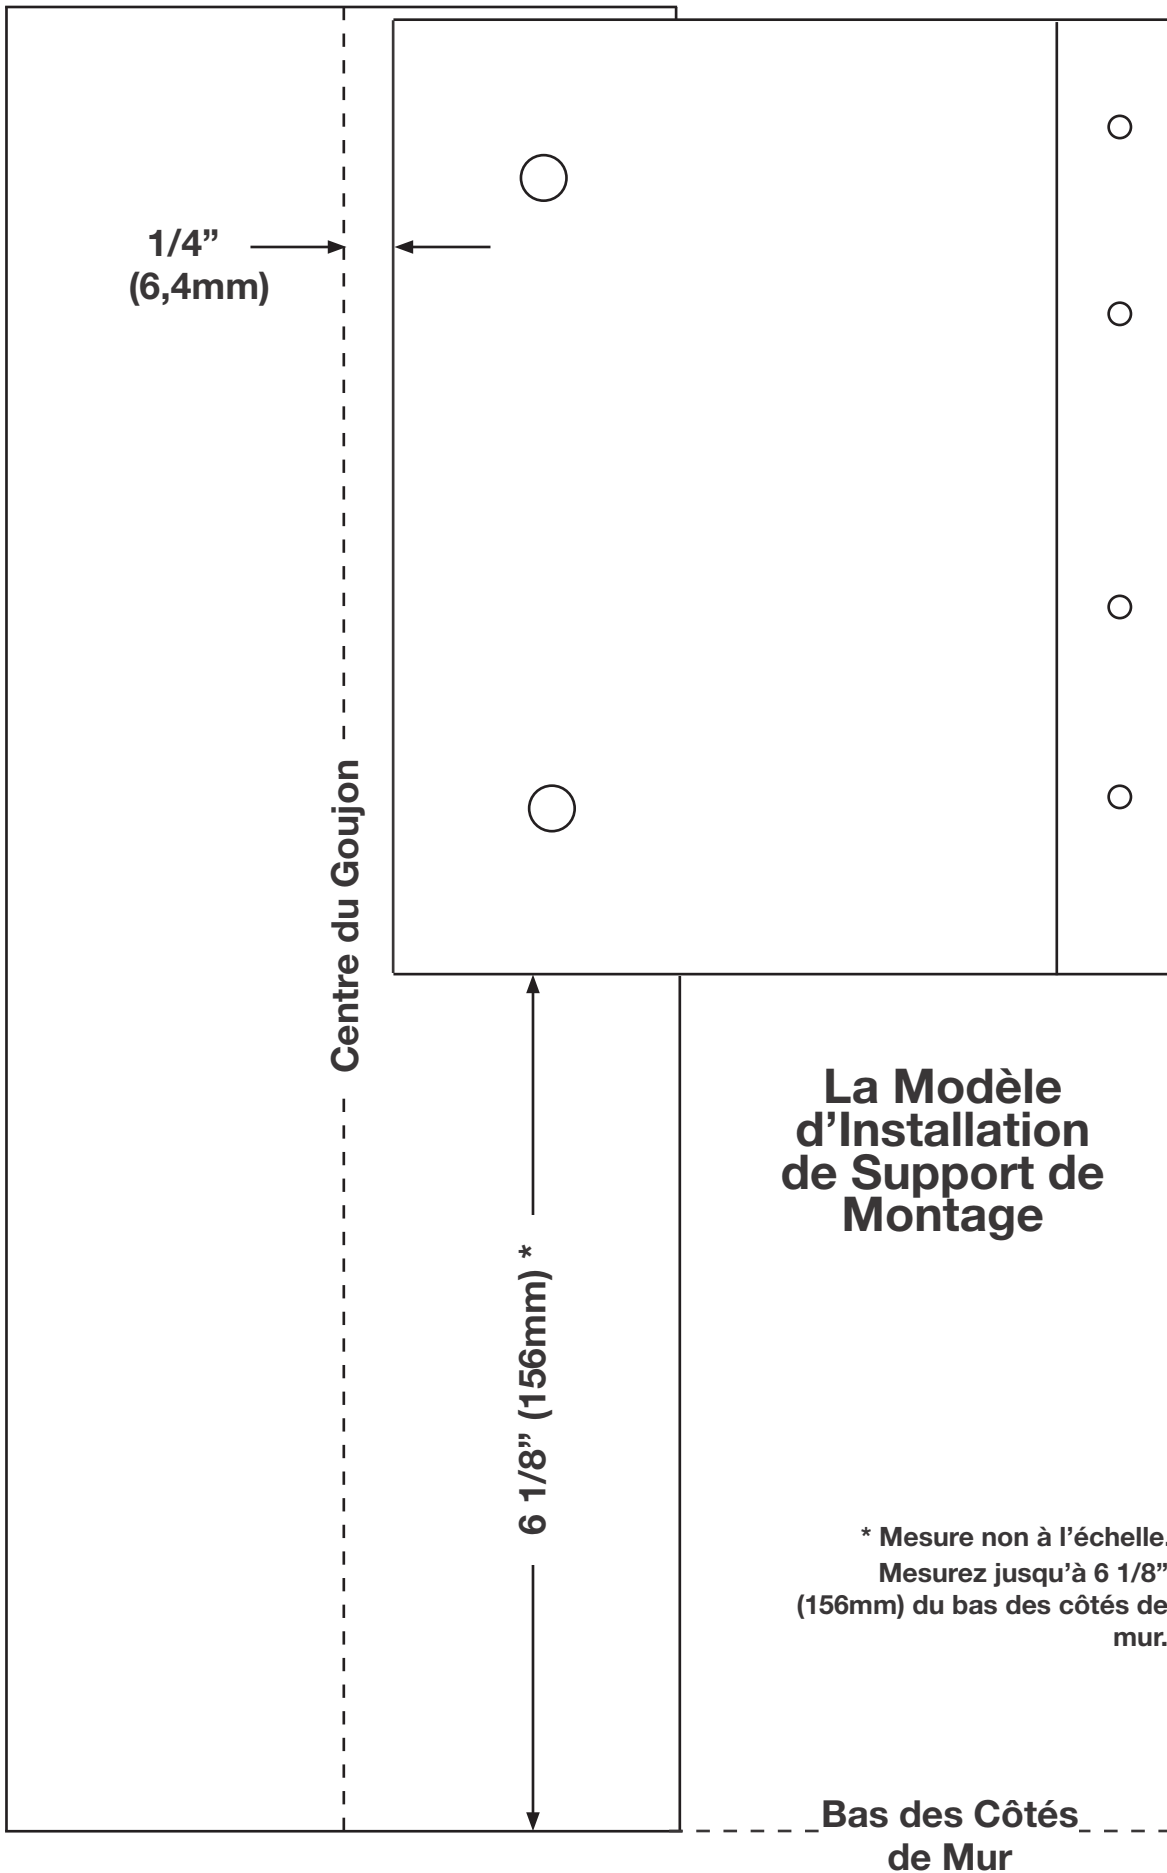 1/4”
(6,4mm)
Centre du Goujon
6 1/8” (156mm) *
La Modèle
d’Installation
de Support de
Montage
* Mesure non à l’échelle.
Mesurez jusqu’à 6 1/8”
(156mm) du bas des côtés de
mur.
Bas des Côtés
de Mur